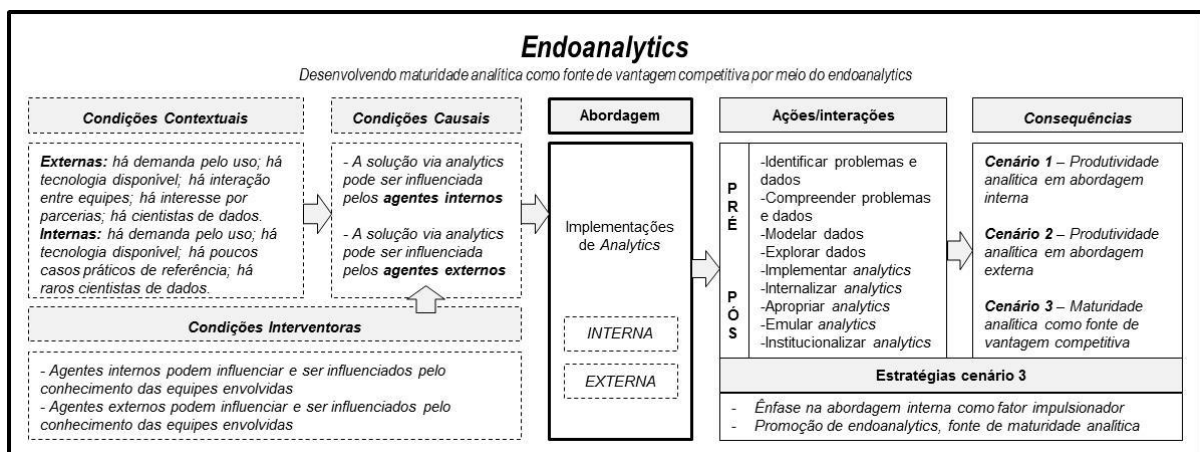 Endoanalytics
Desenvolvendo maturidade analítica como fonte de vantagem competitiva por meio do endoanalytics
Condições Contextuais
Externas: há demanda pelo uso; há
tecnologia disponível; há interação
entre equipes; há interesse por
parcerias; há cientistas de dados.
Internas: há demanda pelo uso; há
tecnologia disponível; há poucos
casos práticos de referência; há
raros cientistas de dados.
Condições Causais
- A solução via analytics
pode ser influenciada
pelos agentes internos
- A solução via analytics
pode ser influenciada
pelos agentes externos
Condições Interventoras
- Agentes internos podem influenciar e ser influenciados pelo
conhecimento das equipes envolvidas
- Agentes externos podem influenciar e ser influenciados pelo
conhecimento das equipes envolvidas
Abordagem
Implementações
de Analytics
INTERNA
EXTERNA
Ações/interações
PRÉ
PÓS
-Identificar problemas e
dados
-Compreender problemas
e dados
-Modelar dados
-Explorar dados
-Implementar analytics
-Internalizar analytics
-Apropriar analytics
-Emular analytics
-Institucionalizar analytics
Consequências
Cenário 1 – Produtividade
analítica em abordagem
interna
Cenário 2 – Produtividade
analítica em abordagem
externa
Cenário 3 – Maturidade
analítica como fonte de
vantagem competitiva
Estratégias cenário 3
- Ênfase na abordagem interna como fator impulsionador
- Promoção de endoanalytics, fonte de maturidade analítica